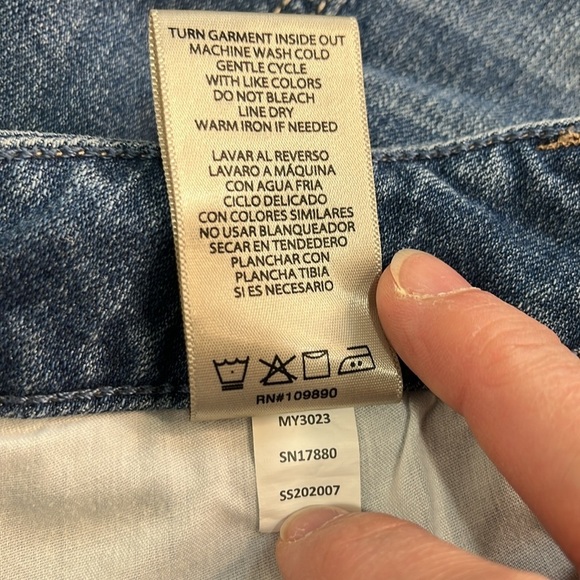 TURN GARMENT INSIDE OUT
MACHINE WASH COLD
GENTLE CYCLE
WITH LIKE COLORS
DO NOT BLEACH
LINE DRY
WARM IRON IF NEEDED
LAVAR AL REVERSO
LAVARO A MÁQUINA
CON AGUA FRIA
CICLO DELICADO
CON COLORES SIMILARES
NO USAR BLANQUEADOR
SECAR EN TENDEDERO
PLANCHAR CON
PLANCHA TIBIA
SI ES NECESARIO
RN#109890
MY3023
SN17880
SS202007